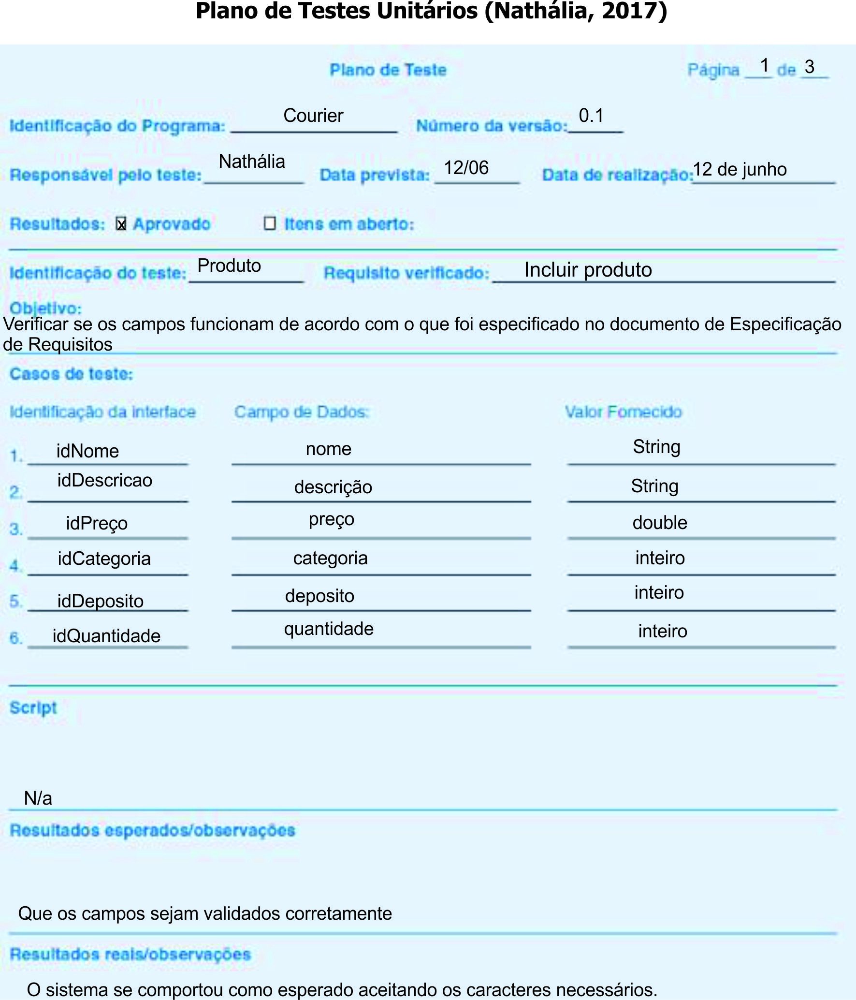 Plano de Testes Unitários (Nathália, 2017)
Plano de Teste Página 1 de 3
Identificação do Programa: Courier Número da versão: 0.1
Responsável pelo teste: Nathália Data prevista: 12/06 Data de realização: 12 de junho
Resultados: x Aprovado Itens em aberto:
Identificação do teste: Produto Requisito verificado: Incluir produto
Objetivo:
Verificar se os campos funcionam de acordo com o que foi especificado no documento de Especificação
de Requisitos
Casos de teste:
Identificação da interface Campo de Dados: Valor Fornecido
1. idNome nome String
2. idDescricao descrição String
3. idPreço preço double
4. idCategoria categoria inteiro
5. idDeposito deposito inteiro
6. idQuantidade quantidade inteiro
Script
N/a
Resultados esperados/observações
Que os campos sejam validados corretamente
Resultados reais/observações
O sistema se comportou como esperado aceitando os caracteres necessários.